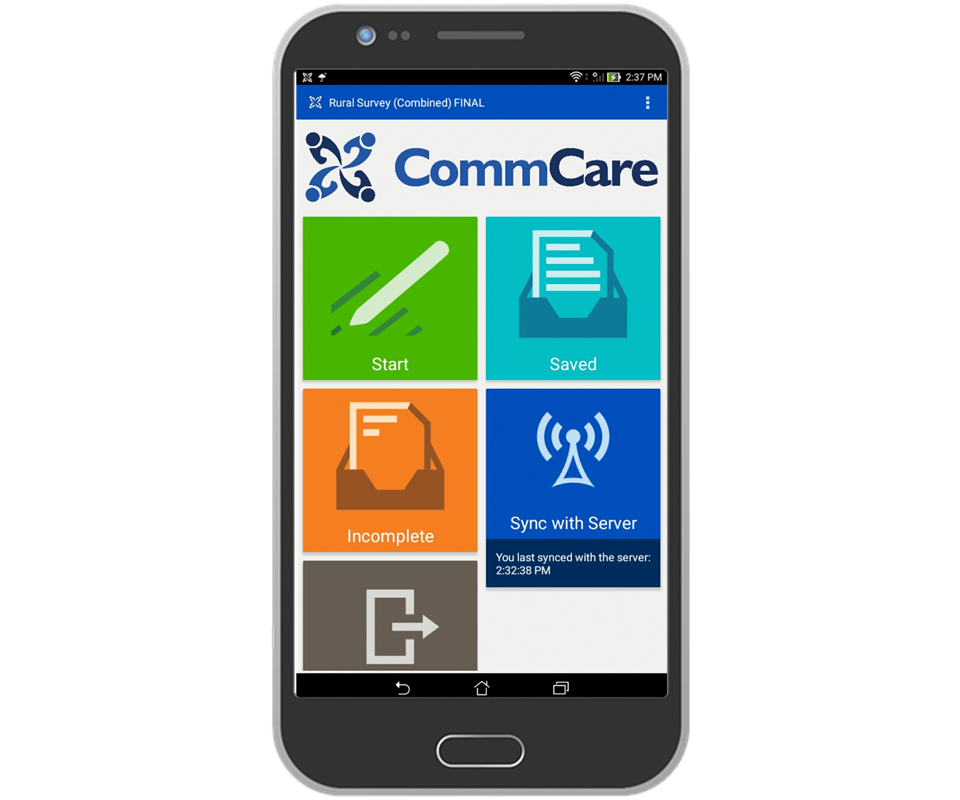 2:37 PM
Rural Survey (Combined) FINAL
CommCare
Start
Saved
Incomplete
Sync with Server
You last synced with the server:
2:32:38 PM